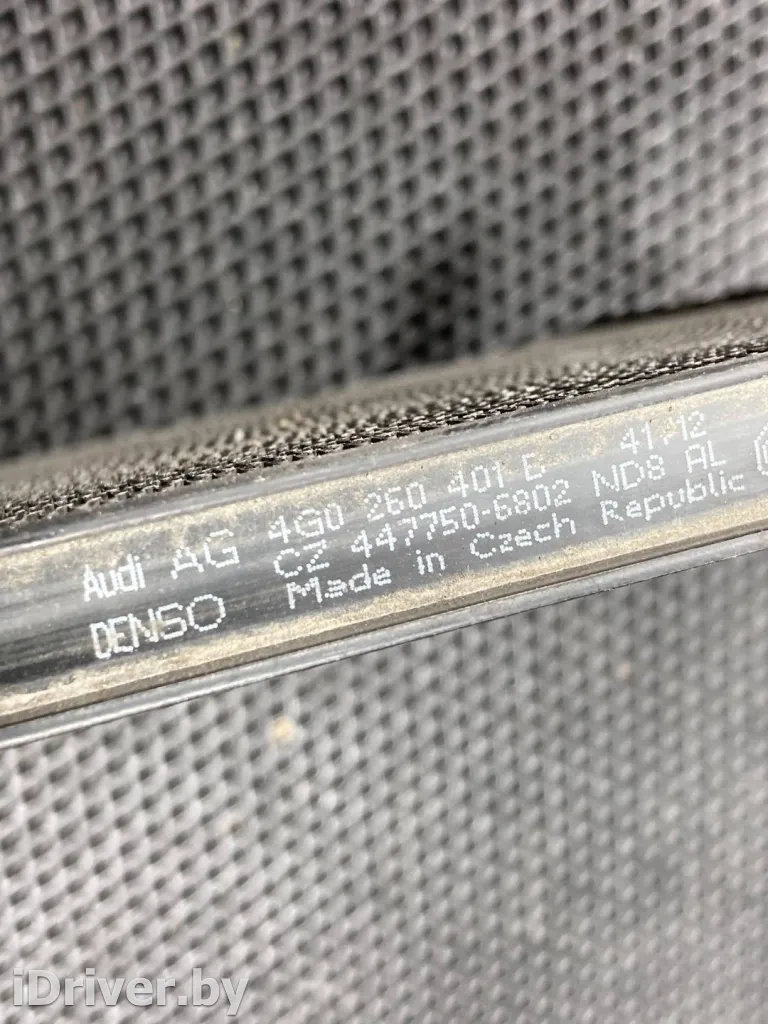 Audi AG 4G0 260 401 E 41/12
CZ 447750-6802 ND8 AL
DENSO Made in Czech Republic
iDriver.by